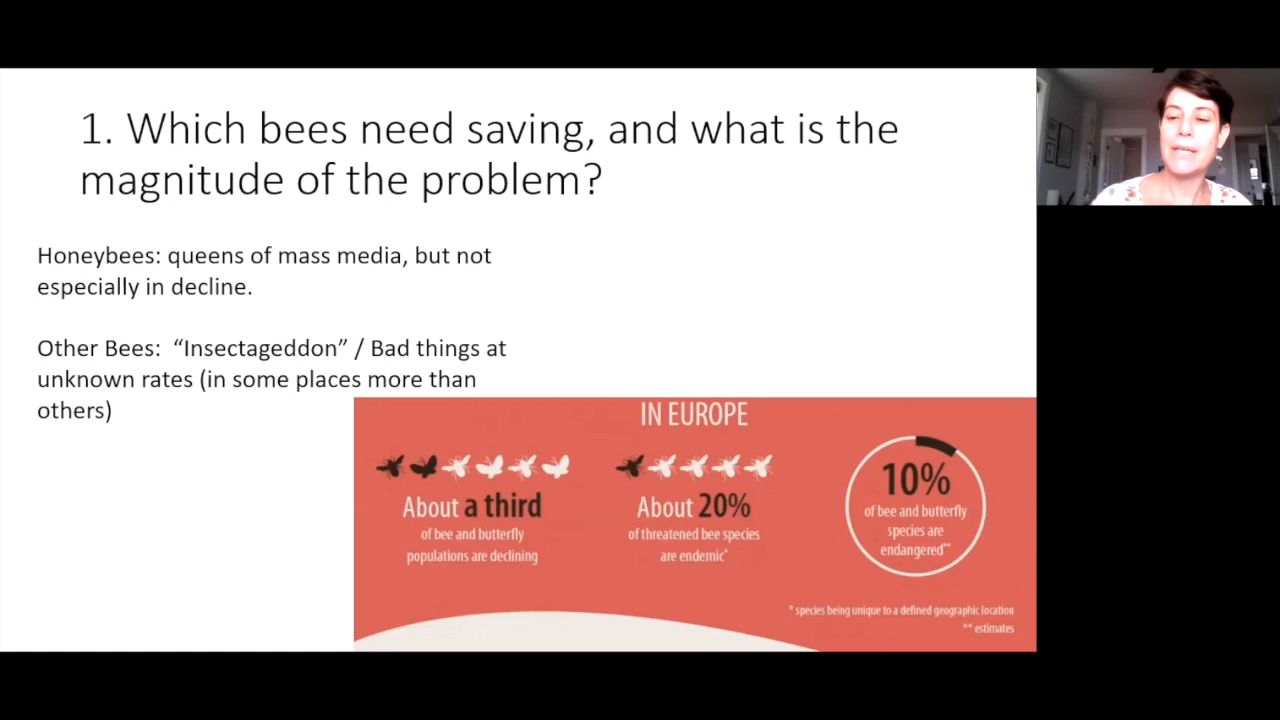 1. Which bees need saving, and what is the
magnitude of the problem?
Honeybees: queens of mass media, but not
especially in decline.
Other Bees:  “Insectageddon” / Bad things at
unknown rates (in some places more than
others)
IN EUROPE
About a third
of bee and butterfly
populations are declining
About 20%
of threatened bee species
are endemic*
10%
of bee and butterfly
species are
endangered**
* species being unique to a defined geographic location
** estimates